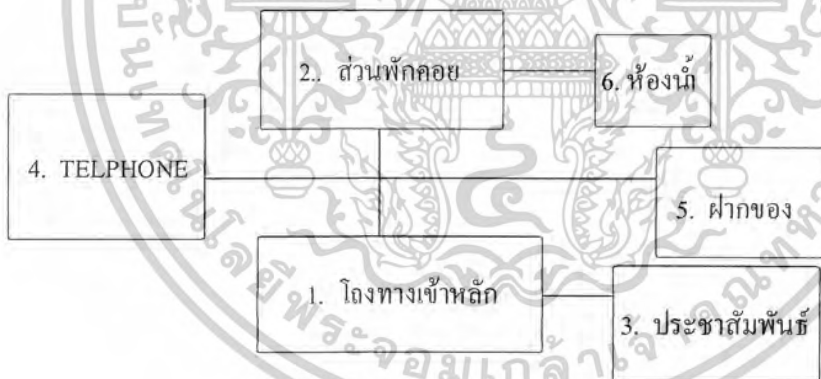 2.. ส่วนพักคอย
6. ห้องน้ำ
4. TELPHONE
5. ฝากของ
1. โถงทางเข้าหลัก
3. ประชาสัมพันธ์